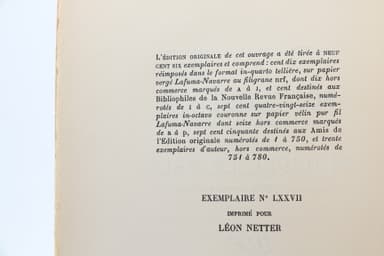 L'ÉDITION ORIGINALE de cet ouvrage a été tirée à NEUF
CENT SIX exemplaires et comprend : cent dix exemplaires
réimposés dans le format in-quarto tellière, sur papier
vergé Lafuma-Navarre au filigrane nrf, dont dix hors
commerce marqués de A à J, et cent destinés aux
Bibliophiles de la Nouvelle Revue Française, numé-
rotés de I à C, sept cent quatre-vingt-seize exem-
plaires in-octavo couronne sur papier vélin pur fil
Lafuma-Navarre dont seize hors commerce marqués
de a à p, sept cent cinquante destinés aux Amis de
l'Edition originale numérotés de 1 à 750, et trente
exemplaires d'auteur, hors commerce, numérotés de
751 à 780.
EXEMPLAIRE N° LXXVII
IMPRIMÉ POUR
LÉON NETTER